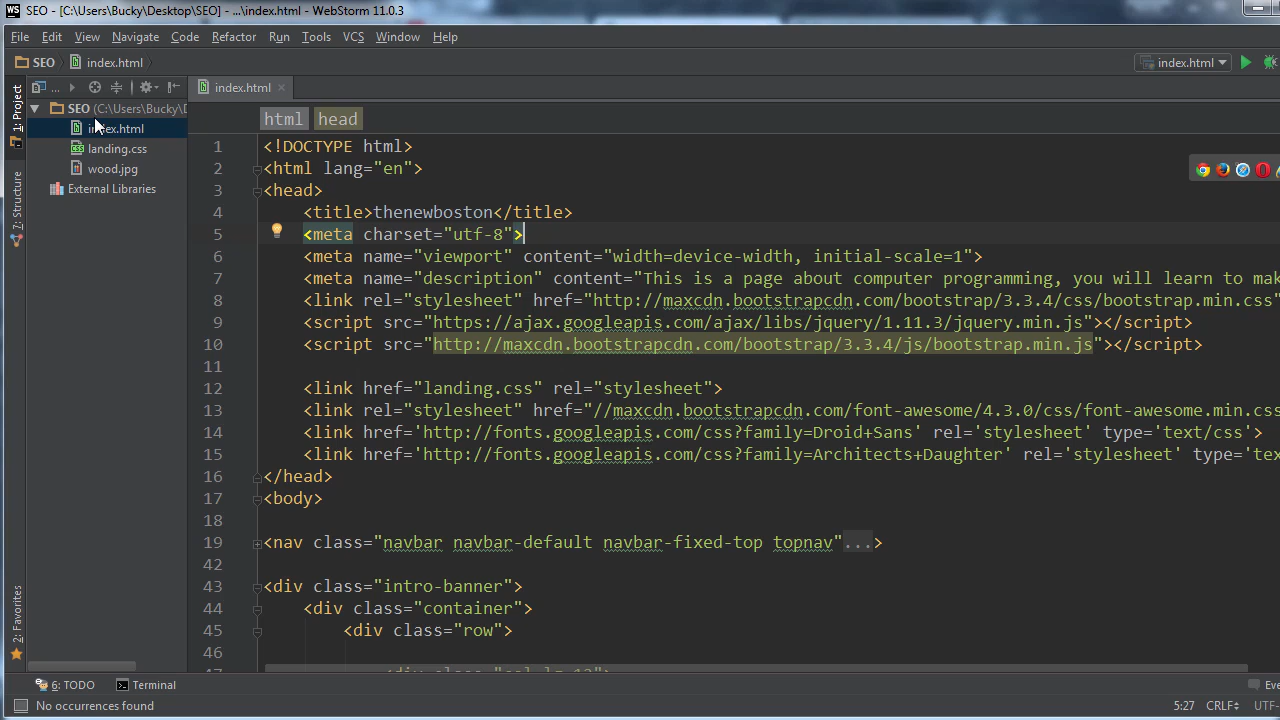 WS SEO - [C:\Users\Bucky\Desktop\SEO] - ...\index.html - WebStorm 11.0.3
File Edit View Navigate Code Refactor Run Tools VCS Window Help
SEO index.html index.html
1: Project
7: Structure
2: Favorites
...
SEO (C:\Users\Bucky\D
index.html
landing.css
wood.jpg
External Libraries
index.html
html head
1 <!DOCTYPE html>
2 <html lang="en">
3 <head>
4 <title>thenewboston</title>
5 <meta charset="utf-8">
6 <meta name="viewport" content="width=device-width, initial-scale=1">
7 <meta name="description" content="This is a page about computer programming, you will learn to mak
8 <link rel="stylesheet" href="http://maxcdn.bootstrapcdn.com/bootstrap/3.3.4/css/bootstrap.min.css"
9 <script src="https://ajax.googleapis.com/ajax/libs/jquery/1.11.3/jquery.min.js"></script>
10 <script src="http://maxcdn.bootstrapcdn.com/bootstrap/3.3.4/js/bootstrap.min.js"></script>
11
12 <link href="landing.css" rel="stylesheet">
13 <link rel="stylesheet" href="//maxcdn.bootstrapcdn.com/font-awesome/4.3.0/css/font-awesome.min.css
14 <link href='http://fonts.googleapis.com/css?family=Droid+Sans' rel='stylesheet' type='text/css'>
15 <link href='http://fonts.googleapis.com/css?family=Architects+Daughter' rel='stylesheet' type='tex
16 </head>
17 <body>
18
19 <nav class="navbar navbar-default navbar-fixed-top topnav"...>
42
43 <div class="intro-banner">
44 <div class="container">
45 <div class="row">
46
6: TODO Terminal Eve
No occurrences found 5:27 CRLF UTF-